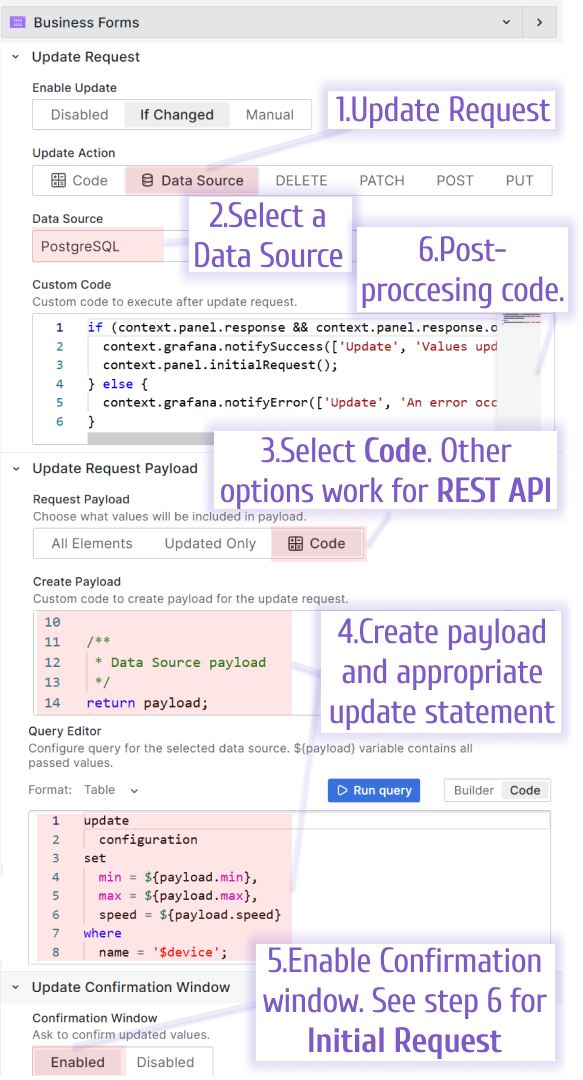 Business Forms
Update Request
Enable Update
Disabled If Changed Manual
1.Update Request
Update Action
Code Data Source DELETE PATCH POST PUT
Data Source
PostgreSQL
2.Select a
Data Source
6.Post-
proccesing code.
Custom Code
Custom code to execute after update request.
1 if (context.panel.response && context.panel.response.o
2 context.grafana.notifySuccess(['Update', 'Values upd
3 context.panel.initialRequest();
4 } else {
5 context.grafana.notifyError(['Update', 'An error occ
6 }
3.Select Code. Other
options work for REST API
Update Request Payload
Request Payload
Choose what values will be included in payload.
All Elements Updated Only Code
Create Payload
Custom code to create payload for the update request.
10
11 /**
12 * Data Source payload
13 */
14 return payload;
4.Create payload
and appropriate
update statement
Query Editor
Configure query for the selected data source. ${payload} variable contains all
passed values.
Format: Table Run query Builder Code
1 update
2 configuration
3 set
4 min = ${payload.min},
5 max = ${payload.max},
6 speed = ${payload.speed}
7 where
8 name = '$device';
5.Enable Confirmation
window. See step 6 for
Initial Request
Update Confirmation Window
Confirmation Window
Ask to confirm updated values.
Enabled Disabled